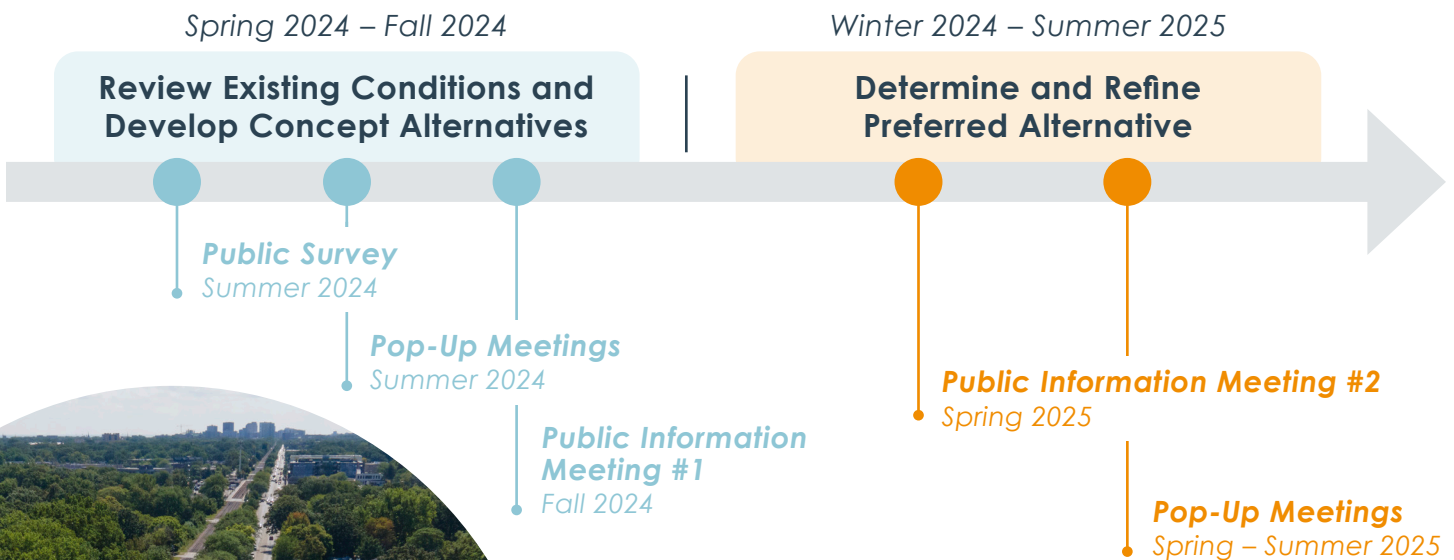 Spring 2024 – Fall 2024
Review Existing Conditions and
Develop Concept Alternatives
Winter 2024 – Summer 2025
Determine and Refine
Preferred Alternative
Public Survey
Summer 2024
Pop-Up Meetings
Summer 2024
Public Information
Meeting #1
Fall 2024
Public Information Meeting #2
Spring 2025
Pop-Up Meetings
Spring – Summer 2025